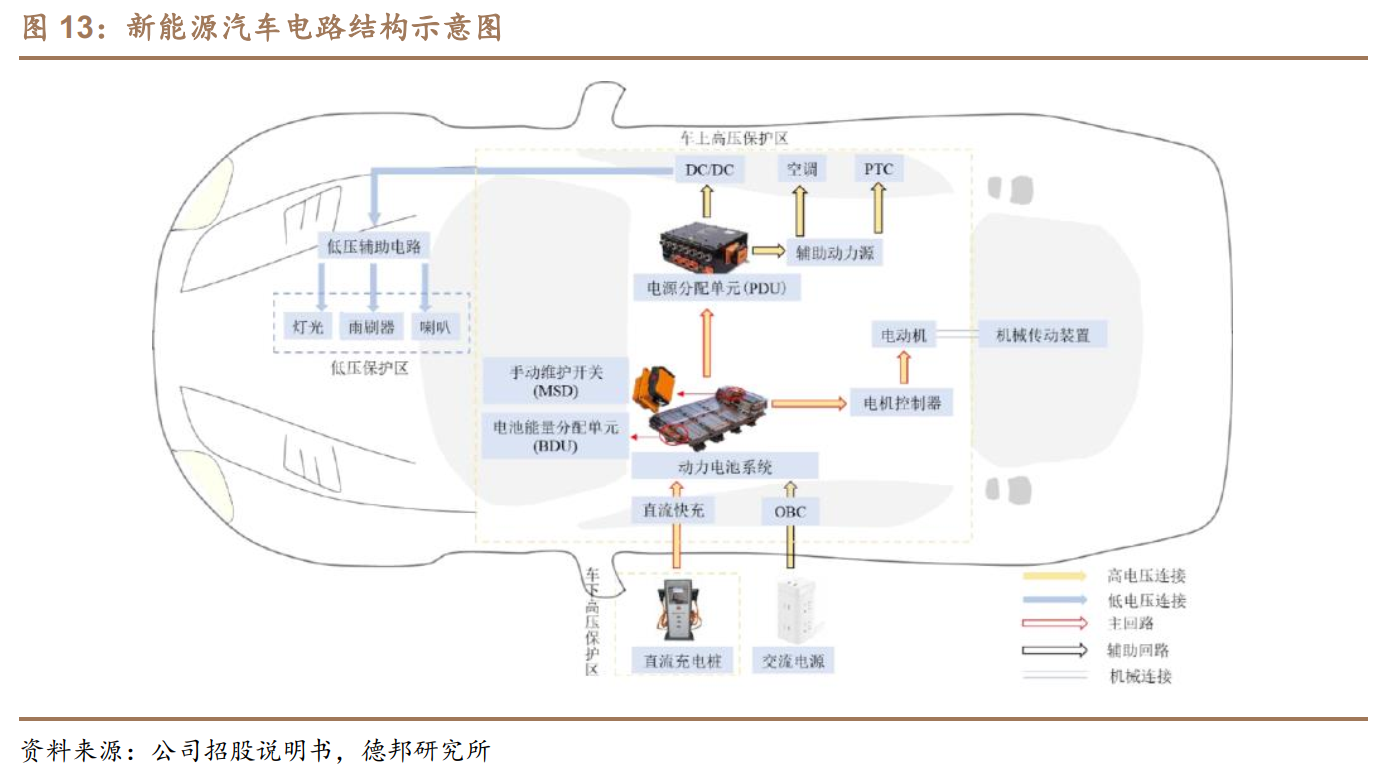 图 13：新能源汽车电路结构示意图
车上高压保护区
DC/DC
空调
PTC
低压辅助电路
辅助动力源
电源分配单元(PDU)
灯光
雨刷器
喇叭
低压保护区
电动机
机械传动装置
手动维护开关
(MSD)
电机控制器
电池能量分配单元
(BDU)
动力电池系统
直流快充
OBC
车下高压保护区
直流充电桩
交流电源
高电压连接
低电压连接
主回路
辅助回路
机械连接
资料来源：公司招股说明书，德邦研究所